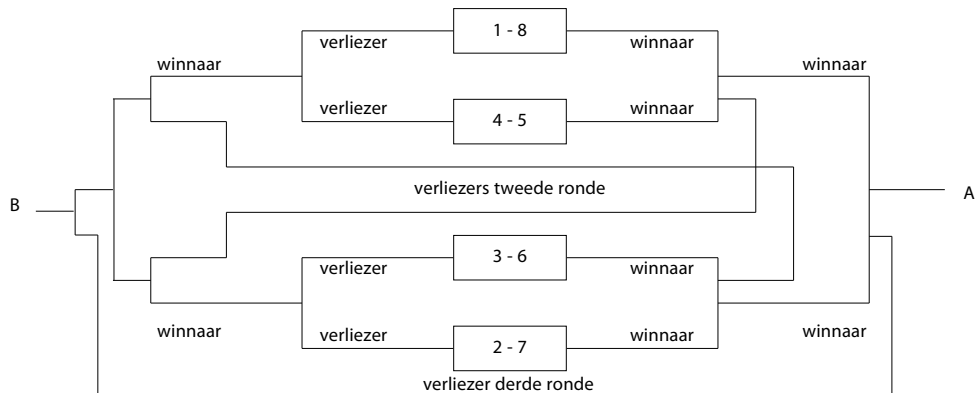 1 - 8
verliezer
winnaar
winnaar
winnaar
verliezer
4 - 5
winnaar
verliezers tweede ronde
B
A
3 - 6
verliezer
winnaar
winnaar
verliezer
2 - 7
winnaar
winnaar
verliezer derde ronde